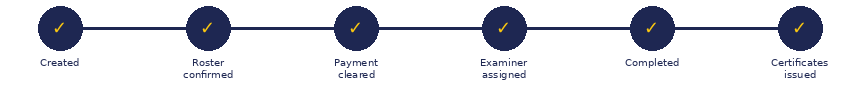 Created
Roster
confirmed
Payment
cleared
Examiner
assigned
Completed
Certificates
issued